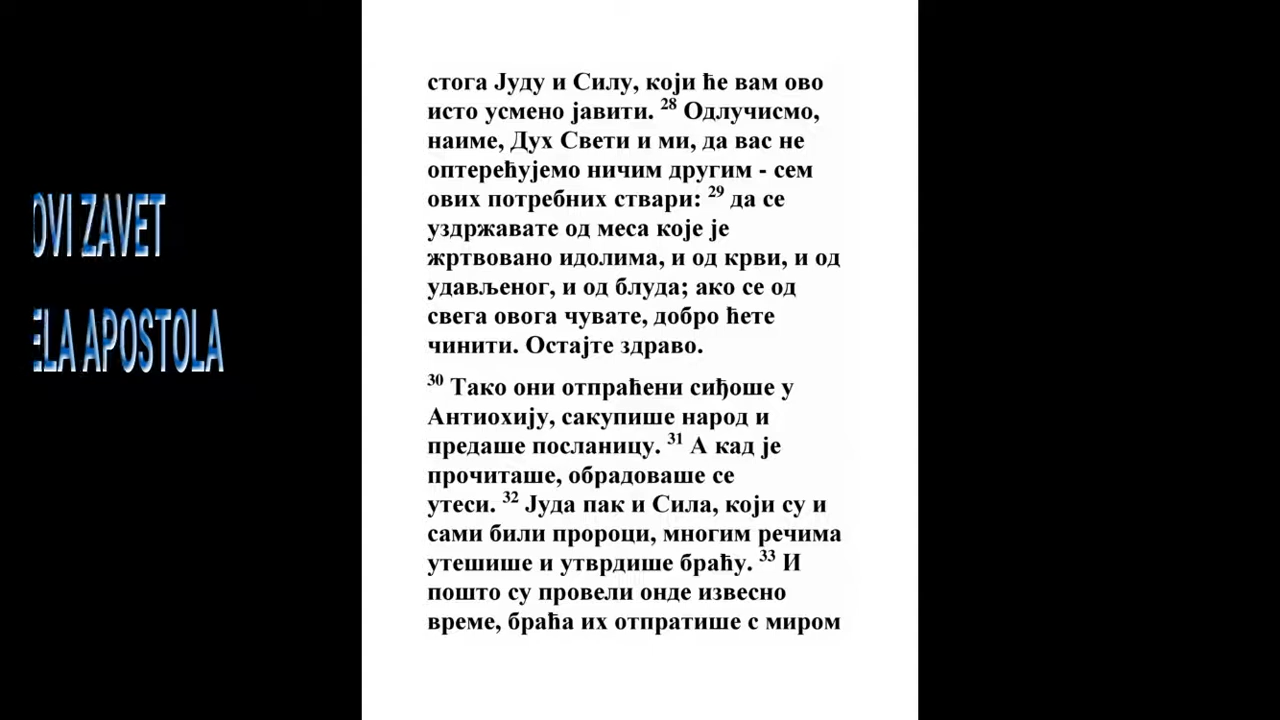 OVI ZAVET
ELA APOSTOLA
стога Јуду и Силу, који ће вам ово
исто усмено јавити. 28 Одлучисмо,
наиме, Дух Свети и ми, да вас не
оптерећујемо ничим другим - сем
ових потребних ствари: 29 да се
уздржавате од меса које је
жртвовано идолима, и од крви, и од
удављеног, и од блуда; ако се од
свега овога чувате, добро ћете
чинити. Остајте здраво.
30 Тако они отпраћени сиђоше у
Антиохију, сакупише народ и
предаше посланицу. 31 А кад је
прочиташе, обрадоваше се
утеси. 32 Јуда пак и Сила, који су и
сами били пророци, многим речима
утешише и утврдише браћу. 33 И
пошто су провели онде извесно
време, браћа их отпратише с миром